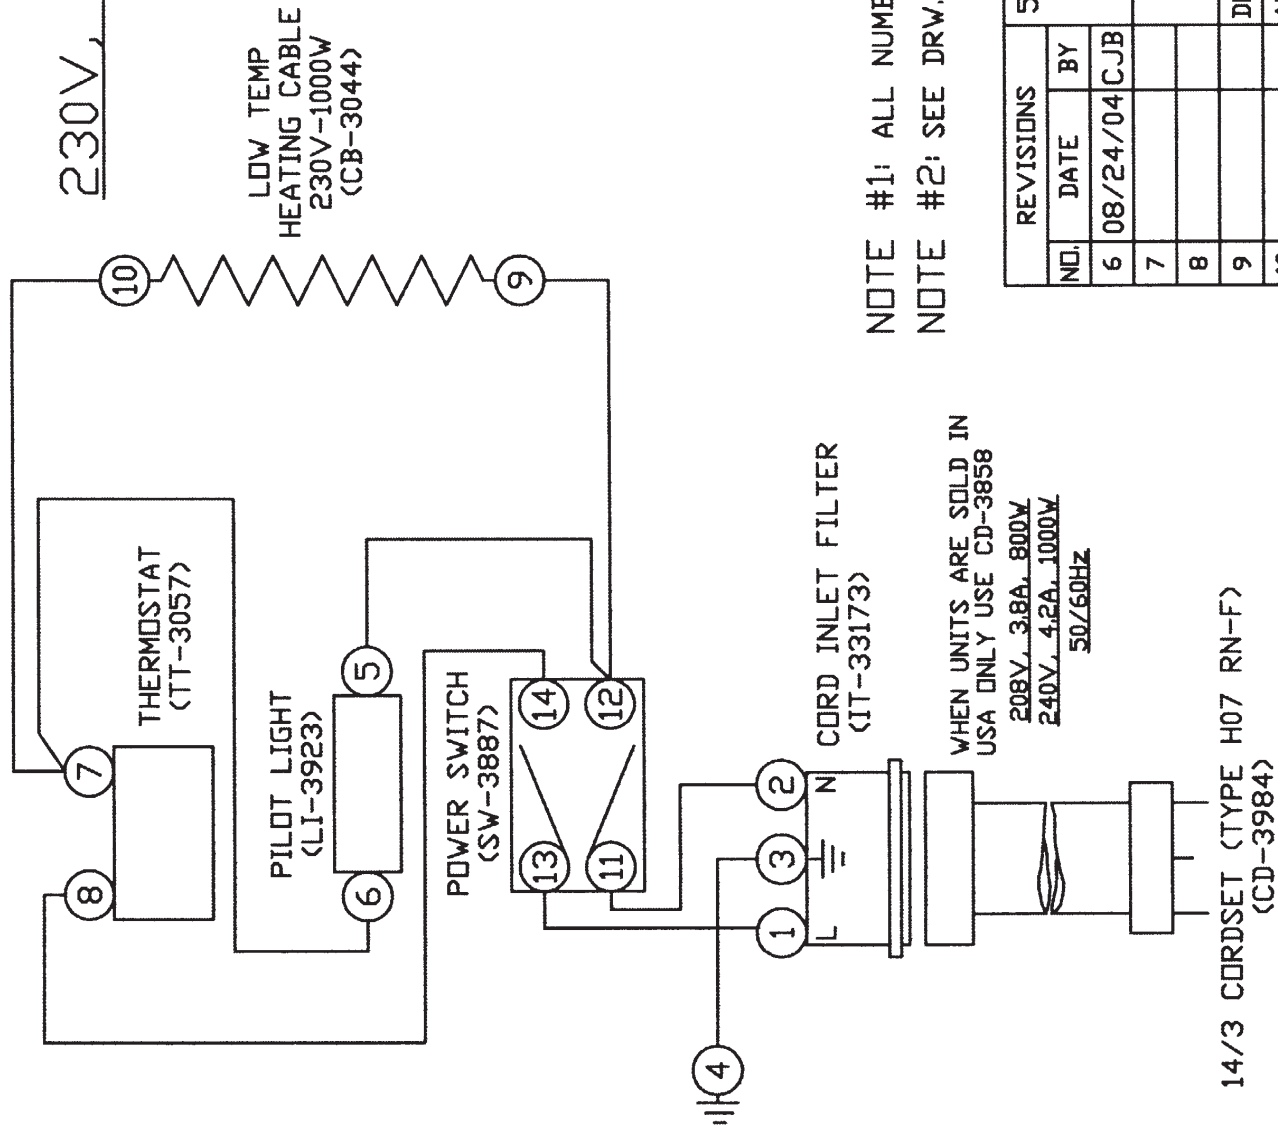 230V,
LOW TEMP
HEATING CABLE
230V-1000W
(CB-3044)
10
9
THERMOSTAT
(TT-3057)
7
8
PILOT LIGHT
(LI-3923)
5
6
POWER SWITCH
(SW-3887)
14
12
13
11
CORD INLET FILTER
(IT-33173)
2
N
3
1
L
4
WHEN UNITS ARE SOLD IN
USA ONLY USE CD-3858
208V, 3.8A, 800W
240V, 4.2A, 1000W
50/60Hz
14/3 CORDSET (TYPE H07 RN-F)
(CD-3984)
NOTE #1: ALL NUMB
NOTE #2: SEE DRW.
REVISIONS
NO. DATE BY
6 08/24/04 CJB
7
8
9
5